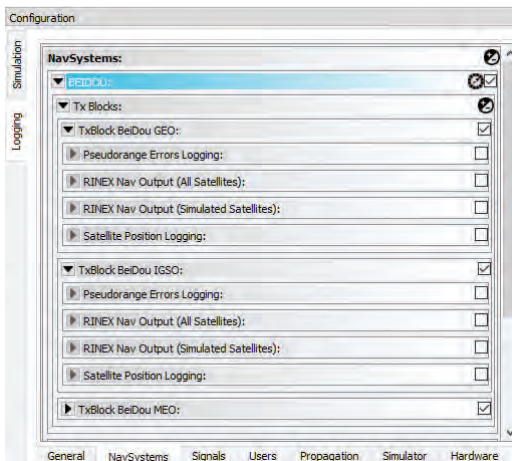 Configuration
Simulation
Logging
NavSystems:
BEIDOU:
Tx Blocks:
TxBlock BeiDou GEO:
Pseudorange Errors Logging:
RINEX Nav Output (All Satellites):
RINEX Nav Output (Simulated Satellites):
Satellite Position Logging:
TxBlock BeiDou IGSO:
Pseudorange Errors Logging:
RINEX Nav Output (All Satellites):
RINEX Nav Output (Simulated Satellites):
Satellite Position Logging:
TxBlock BeiDou MEO:
General NavSystems Signals Users Propagation Simulator Hardware